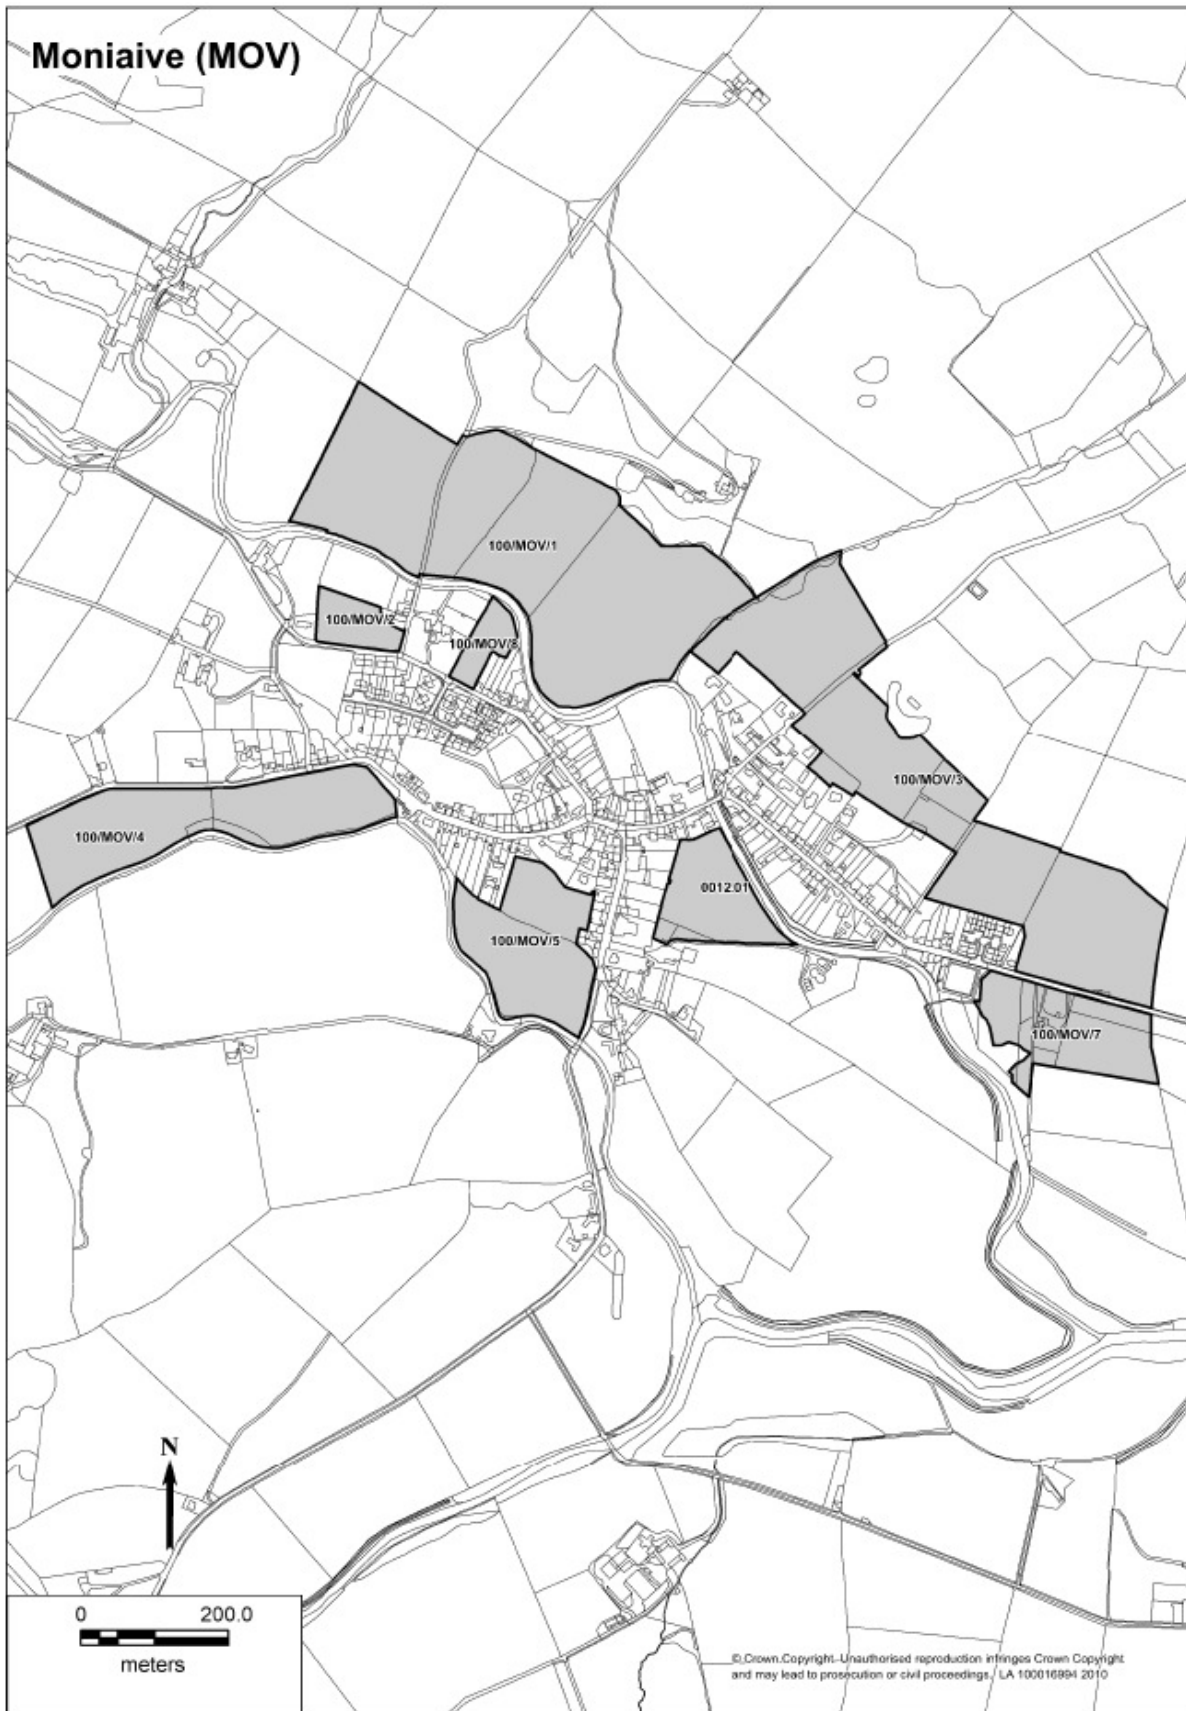 Moniaive (MOV)
100/MOV/1
100/MOV/2
100/MOV/8
100/MOV/3
100/MOV/4
0012.01
100/MOV/5
100/MOV/7
N
0 200.0
meters
© Crown Copyright. Unauthorised reproduction infringes Crown Copyright
and may lead to prosecution or civil proceedings. LA 100016994 2010